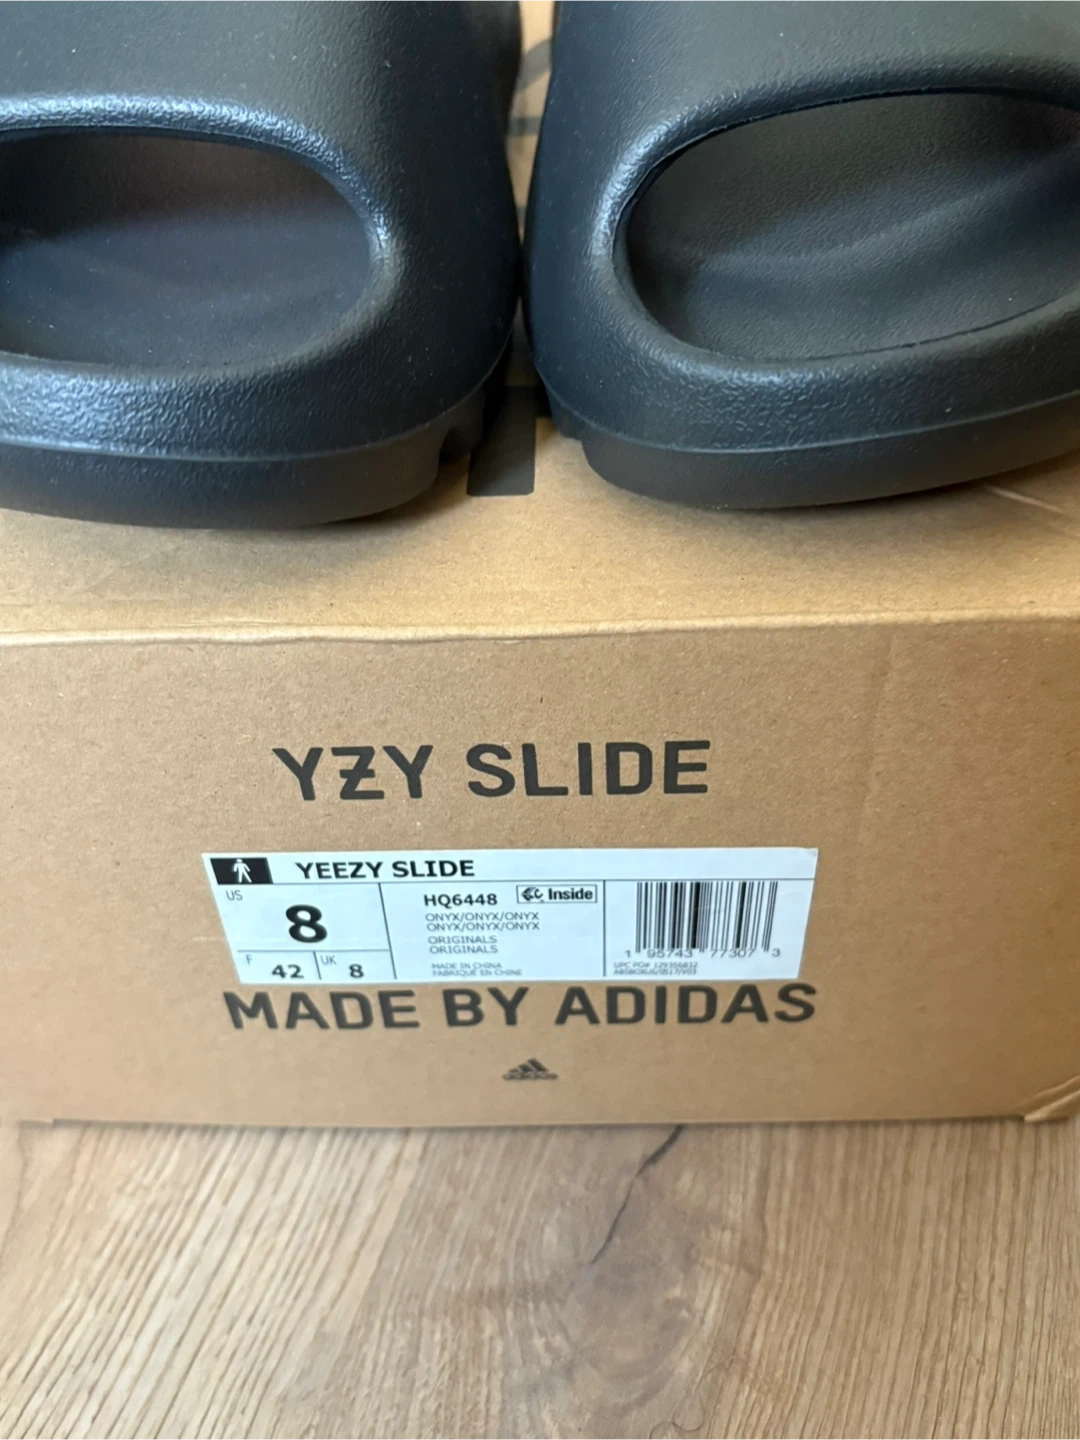 YZY SLIDE
YEEZY SLIDE
US
8
F
42
UK
8
HQ6448
Inside
ONYX/ONYX/ONYX
ONYX/ONYX/ONYX
ORIGINALS
ORIGINALS
MADE IN CHINA
FABRIQUÉ EN CHINE
1 95743 77307 3
MADE BY ADIDAS
adidas